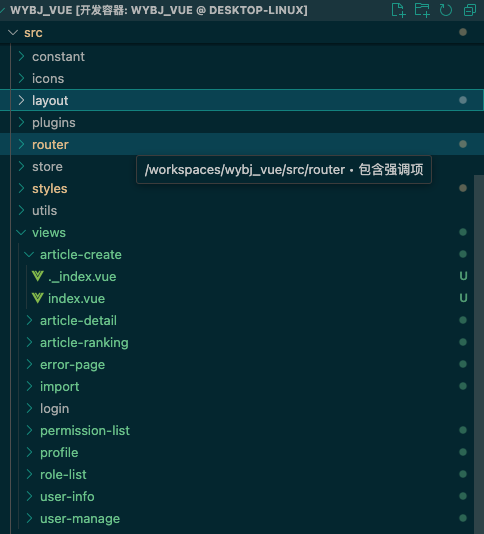 WYBJ_VUE [开发容器: WYBJ_VUE @ DESKTOP-LINUX]
src
constant
icons
layout
plugins
router
store
/workspaces/wybj_vue/src/router • 包含强调项
styles
utils
views
article-create
._index.vue U
index.vue U
article-detail
article-ranking
error-page
import
login
permission-list
profile
role-list
user-info
user-manage